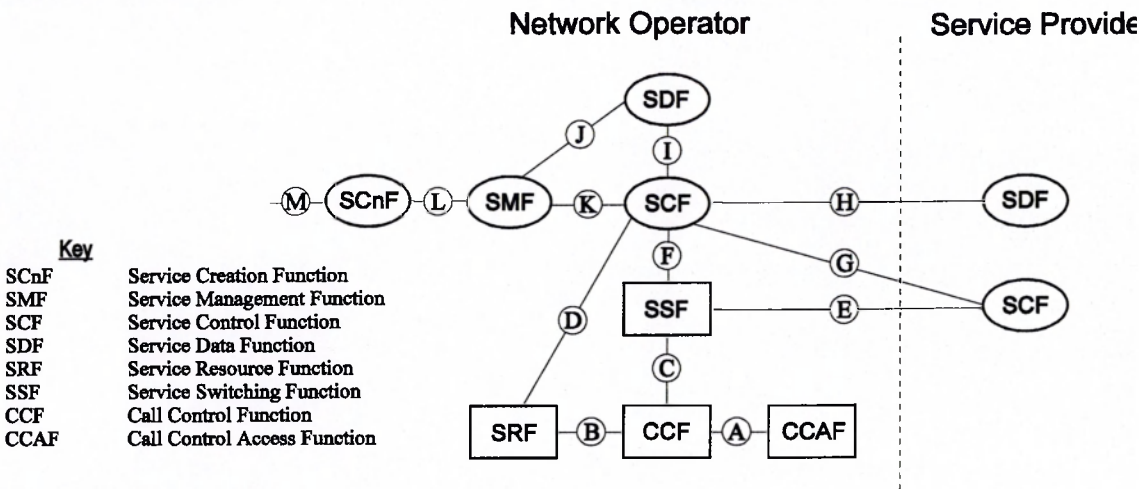 Network Operator
Service Provide
SDF
J
I
M
SCnF
L
SMF
K
SCF
H
SDF
Key
SCnF Service Creation Function
SMF Service Management Function
SCF Service Control Function
SDF Service Data Function
SRF Service Resource Function
SSF Service Switching Function
CCF Call Control Function
CCAF Call Control Access Function
F
G
D
SSF
E
SCF
C
SRF
B
CCF
A
CCAF